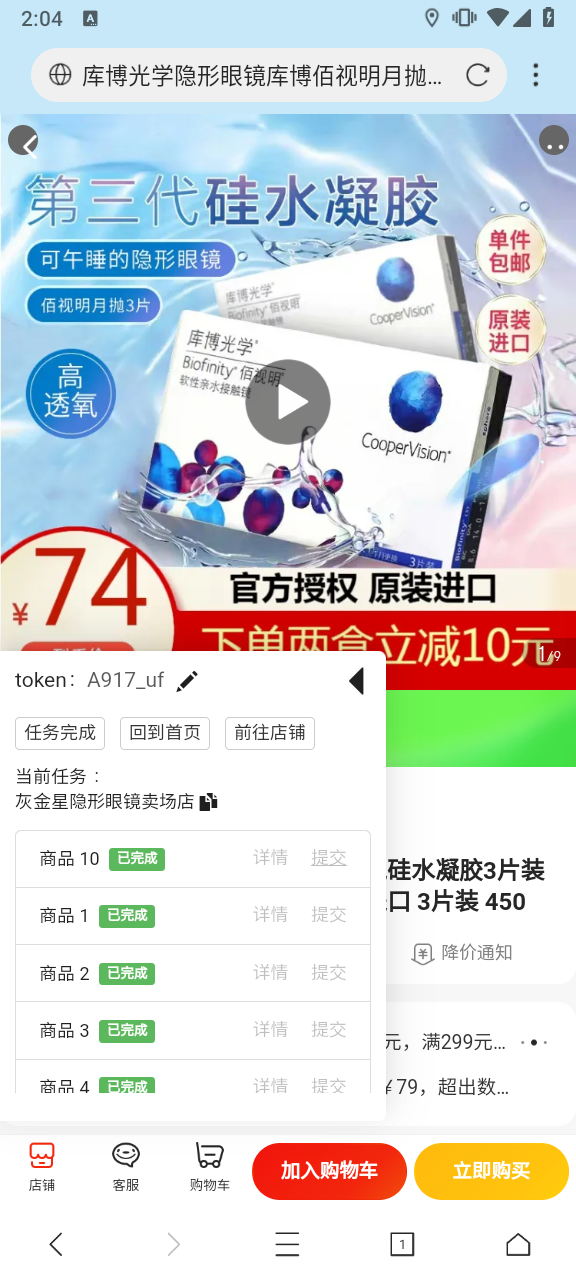 2:04
库博光学隐形眼镜库博佰视明月抛...
第三代硅水凝胶
可午睡的隐形眼镜
单件
包邮
佰视明月抛3片
原装
进口
高
透氧
库博光学
佰视明
CooperVision
库博光学
Biofinity 佰视明
软性亲水接触镜
CooperVision
sphere
Biofinity
3片装
¥74
官方授权 原装进口
下单两盒立减10元
1/9
token：A917_uf
任务完成 回到首页 前往店铺
当前任务：
灰金星隐形眼镜卖场店
商品 10 已完成 详情 提交
商品 1 已完成 详情 提交
商品 2 已完成 详情 提交
商品 3 已完成 详情 提交
商品 4 已完成 详情 提交
硅水凝胶3片装
口 3片装 450
降价通知
元，满299元...
¥79，超出数...
店铺 客服 购物车 加入购物车 立即购买
1